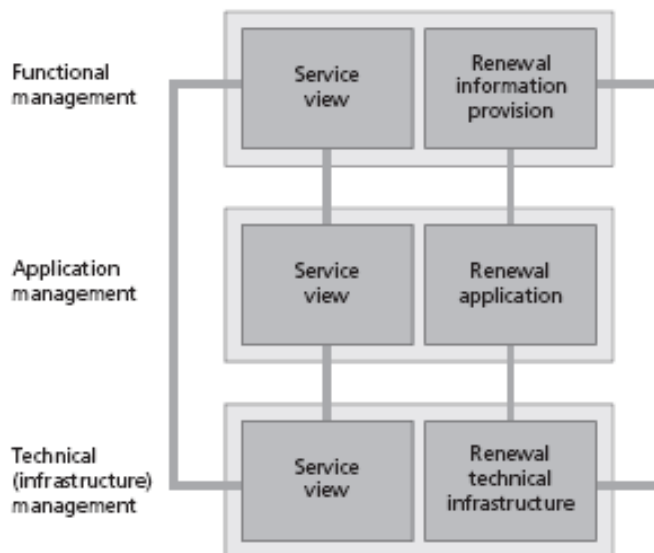 Functional
management
Service
view
Renewal
information
provision
Application
management
Service
view
Renewal
application
Technical
(infrastructure)
management
Service
view
Renewal
technical
infrastructure